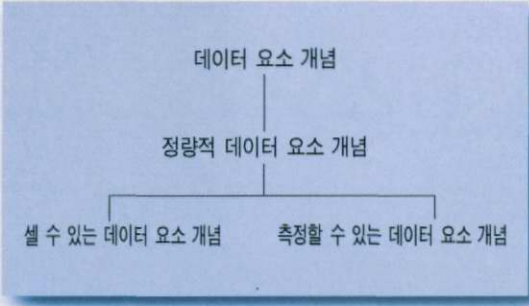 데이터 요소 개념
정량적 데이터 요소 개념
셀 수 있는 데이터 요소 개념 측정할 수 있는 데이터 요소 개념